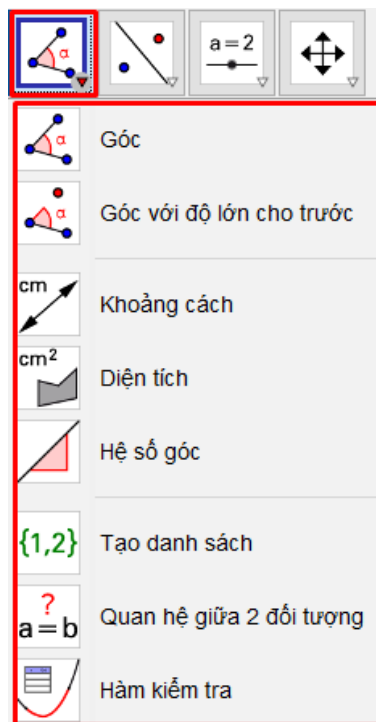 α
a = 2
α
Góc
α
Góc với độ lớn cho trước
cm
Khoảng cách
cm²
Diện tích
Hệ số góc
{1,2}
Tạo danh sách
?
a = b
Quan hệ giữa 2 đối tượng
Hàm kiểm tra